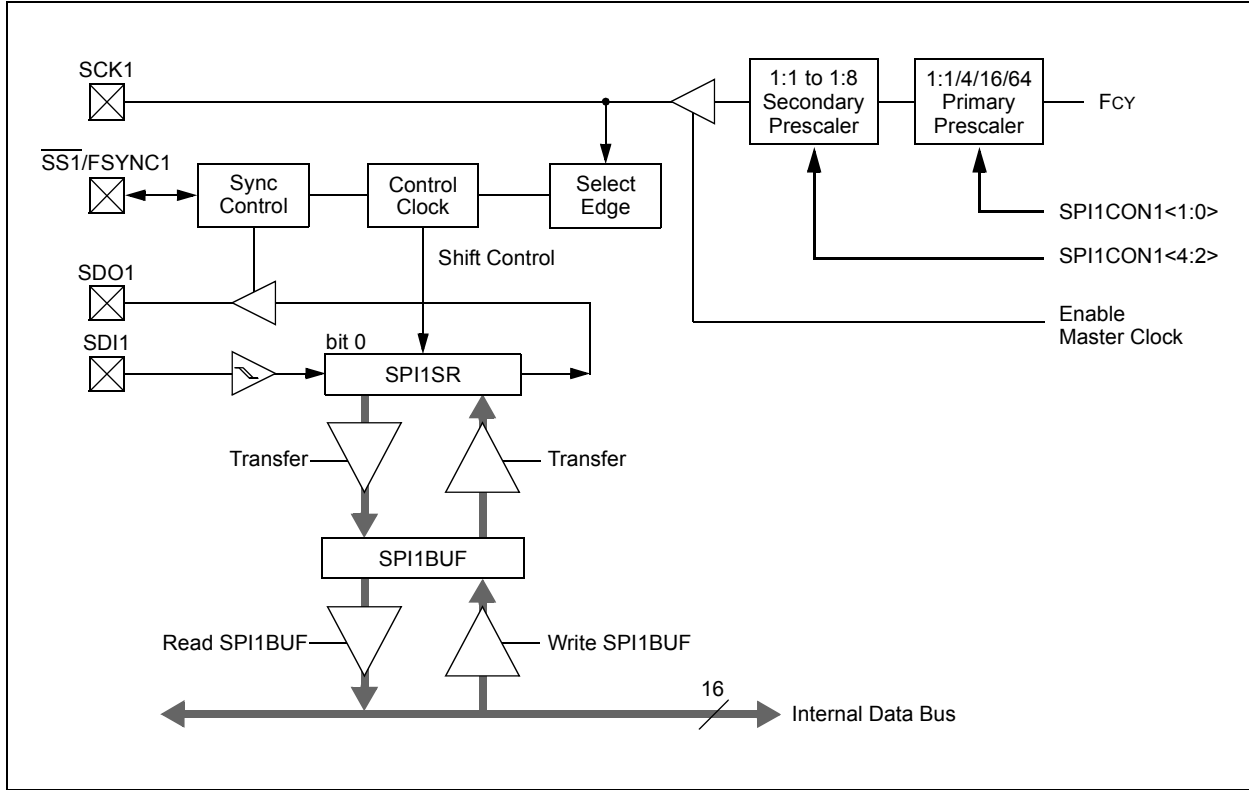 SCK1
1:1 to 1:8
Secondary
Prescaler
1:1/4/16/64
Primary
Prescaler
FCY
SS1/FSYNC1
Sync
Control
Control
Clock
Select
Edge
SPI1CON1<1:0>
Shift Control
SPI1CON1<4:2>
SDO1
Enable
Master Clock
SDI1
bit 0
SPI1SR
Transfer
Transfer
SPI1BUF
Read SPI1BUF
Write SPI1BUF
16
Internal Data Bus